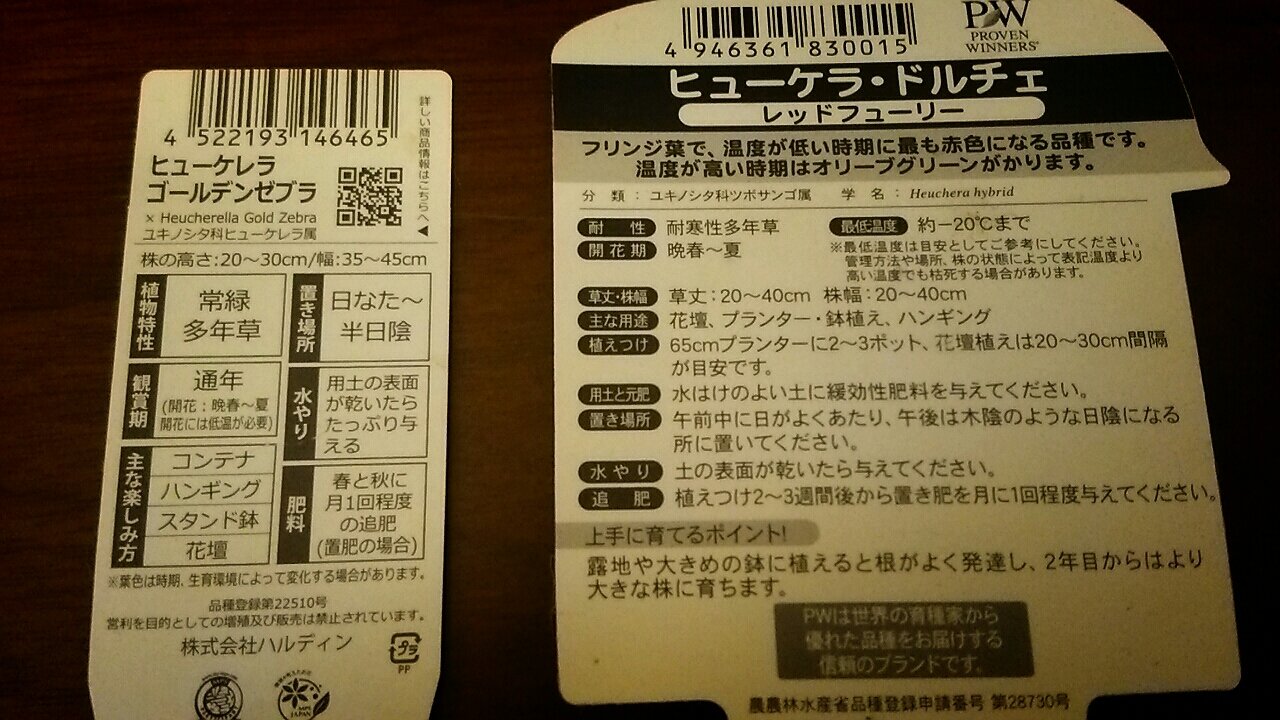 4 522193 146465
詳しい商品情報はこちらへ▲
ヒューケレラ
ゴールデンゼブラ
× Heucherella Gold Zebra
ユキノシタ科ヒューケレラ属
株の高さ:20～30cm/幅:35～45cm
植物特性
常緑
多年草
置き場所
日なた～
半日陰
観賞期
通年
(開花：晩春～夏
開花には低温が必要)
水やり
用土の表面
が乾いたら
たっぷり与
える
主な楽しみ方
コンテナ
ハンギング
スタンド鉢
花壇
肥料
春と秋に
月1回程度
の追肥
(置肥の場合)
※葉色は時期、生育環境によって変化する場合があります。
品種登録第22510号
営利を目的としての増殖及び販売は禁止されています。
株式会社ハルディン
プラ
PP
MPS
JAPAN
4 946361 830015
PW
PROVEN
WINNERS®
ヒューケラ・ドルチェ
レッドフューリー
フリンジ葉で、温度が低い時期に最も赤色になる品種です。
温度が高い時期はオリーブグリーンがかります。
分 類 ： ユキノシタ科ツボサンゴ属 学 名 ： Heuchera hybrid
耐 性 耐寒性多年草 最低温度 約－20℃まで
開花期 晩春～夏
※最低温度は目安としてご参考にしてください。
管理方法や場所、株の状態によって表記温度より
高い温度でも枯死する場合があります。
草丈・株幅 草丈：20～40cm 株幅：20～40cm
主な用途 花壇、プランター・鉢植え、ハンギング
植えつけ 65cmプランターに2～3ポット、花壇植えは20～30cm間隔
が目安です。
用土と元肥 水はけのよい土に緩効性肥料を与えてください。
置き場所 午前中に日がよくあたり、午後は木陰のような日陰になる
所に置いてください。
水やり 土の表面が乾いたら与えてください。
追 肥 植えつけ2～3週間後から置き肥を月に1回程度与えてください。
上手に育てるポイント!
露地や大きめの鉢に植えると根がよく発達し、2年目からはより
大きな株に育ちます。
PWは世界の育種家から
優れた品種をお届けする
信頼のブランドです。
農農林水産省品種登録申請番号 第28730号